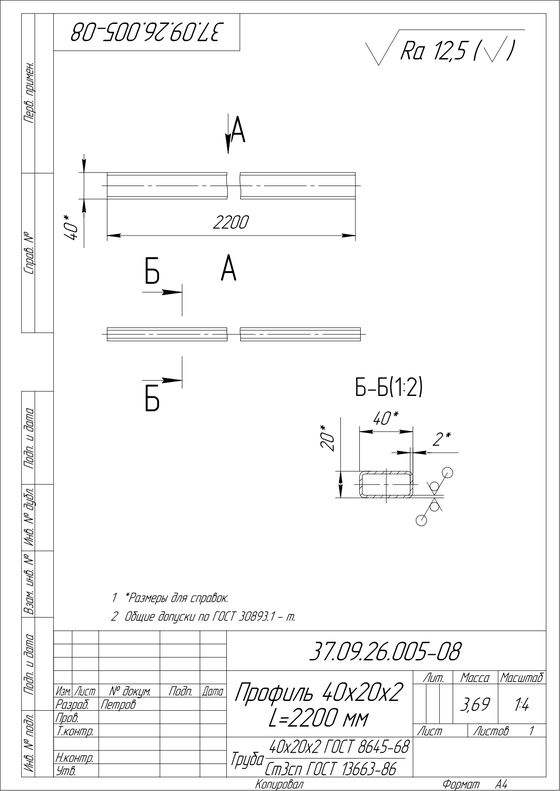 37.09.26.005-08
Ra 12,5 (√)
Перв. примен.
Справ. №
А
40*
2200
Б
А
Б
Б-Б(1:2)
40*
20*
2*
1 *Размеры для справок.
2 Общие допуски по ГОСТ 30893.1 - m.
Подп. и дата
Инв. № дубл.
Взам. инв. №
Подп. и дата
Инв. № подл.
37.09.26.005-08
Изм. Лист № докум. Подп. Дата
Разраб. Петров
Пров.
Т.контр.
Н.контр.
Утв.
Профиль 40х20х2
L=2200 мм
Лит. Масса Масштаб
3,69 1:4
Лист Листов 1
Труба 40х20х2 ГОСТ 8645-68
Ст3сп ГОСТ 13663-86
Копировал Формат А4